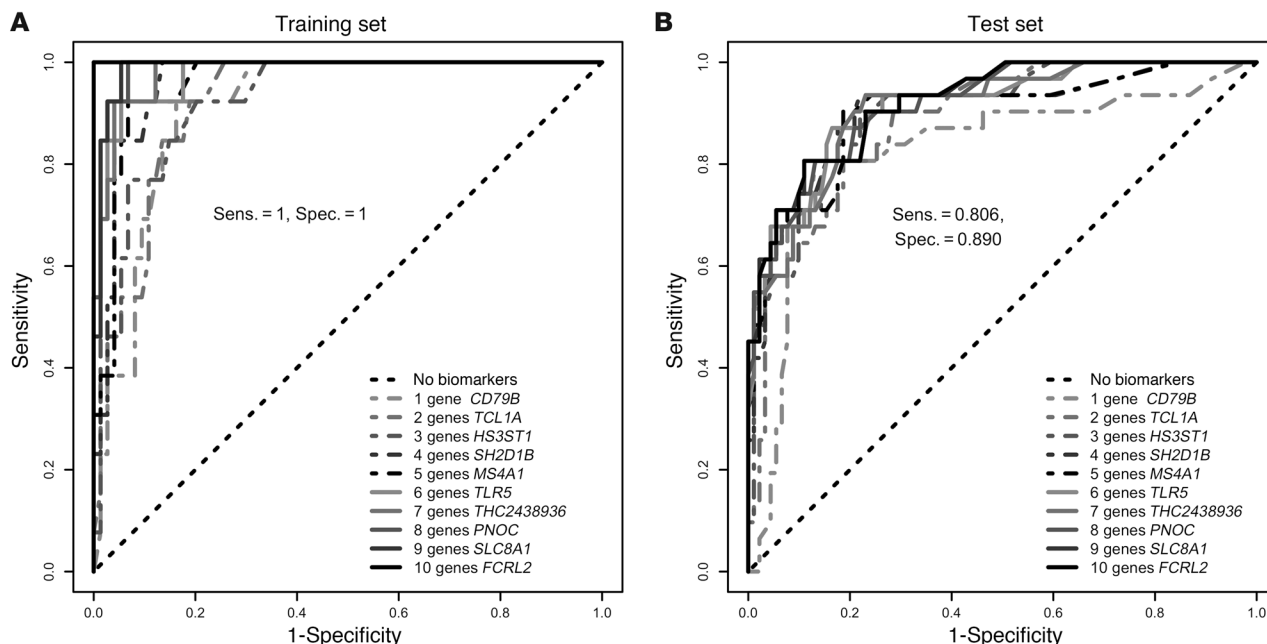 A
Training set
1.0
0.8
0.6
0.4
0.2
0.0
Sensitivity
Sens. = 1, Spec. = 1
No biomarkers
1 gene CD79B
2 genes TCL1A
3 genes HS3ST1
4 genes SH2D1B
5 genes MS4A1
6 genes TLR5
7 genes THC2438936
8 genes PNOC
9 genes SLC8A1
10 genes FCRL2
0.0 0.2 0.4 0.6 0.8 1.0
1-Specificity
B
Test set
1.0
0.8
0.6
0.4
0.2
0.0
Sensitivity
Sens. = 0.806,
Spec. = 0.890
No biomarkers
1 gene CD79B
2 genes TCL1A
3 genes HS3ST1
4 genes SH2D1B
5 genes MS4A1
6 genes TLR5
7 genes THC2438936
8 genes PNOC
9 genes SLC8A1
10 genes FCRL2
0.0 0.2 0.4 0.6 0.8 1.0
1-Specificity